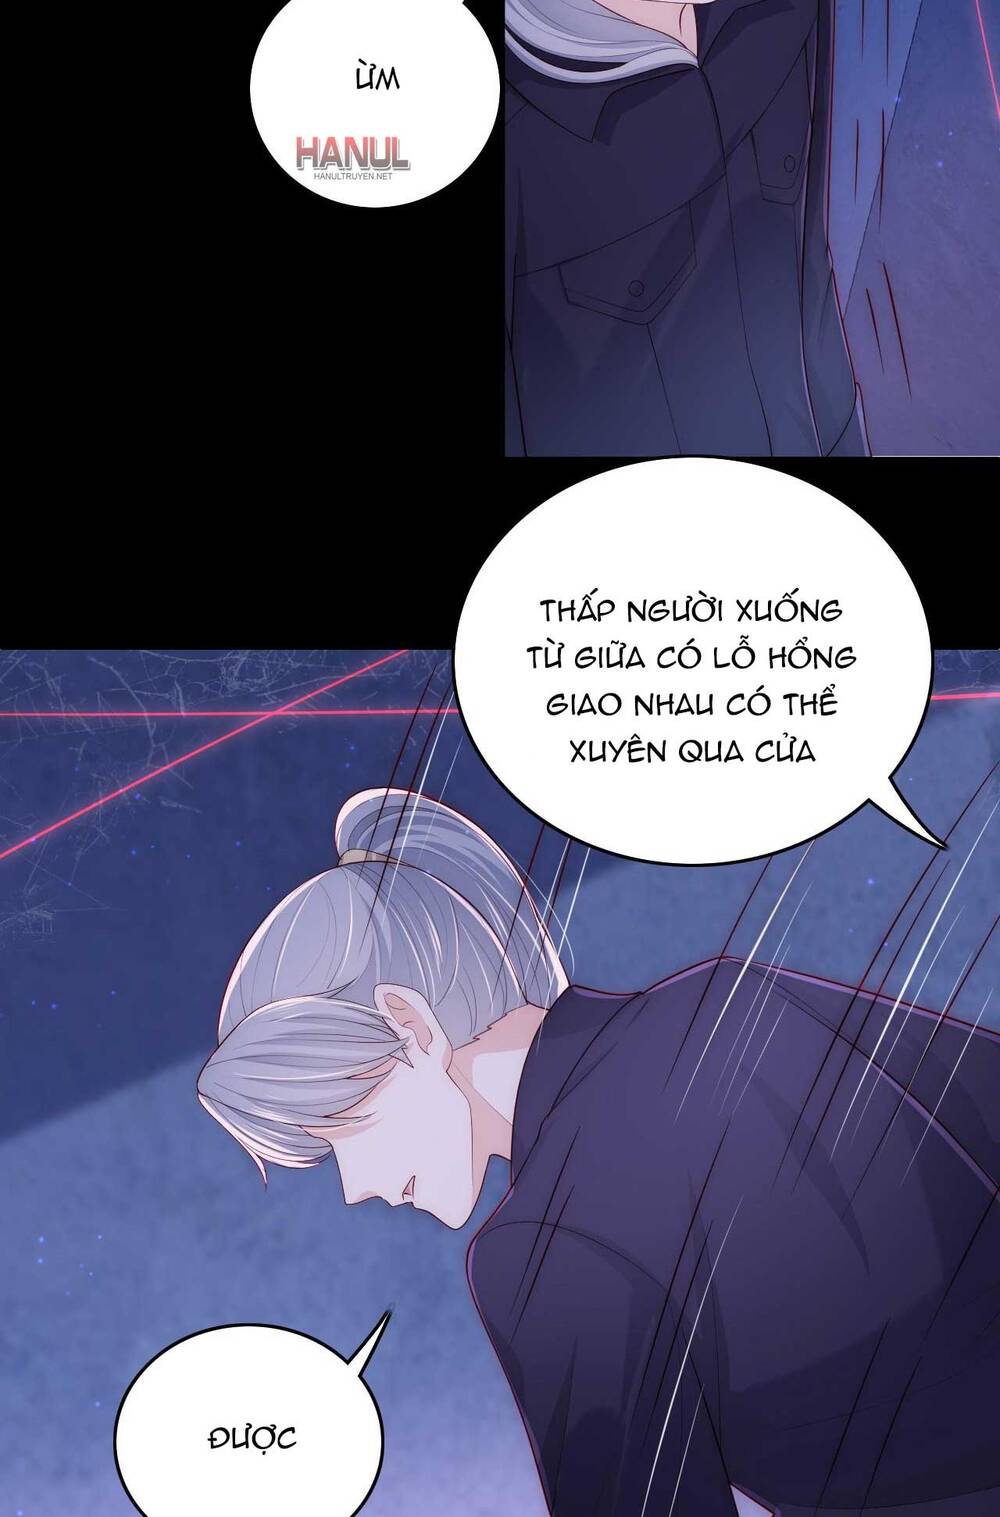 ỪM
HANUL
HANULTRUYEN.NET
THẤP NGƯỜI XUỐNG
TỪ GIỮA CÓ LỖ HỔNG
GIAO NHAU CÓ THỂ
XUYÊN QUA CỬA
ĐƯỢC